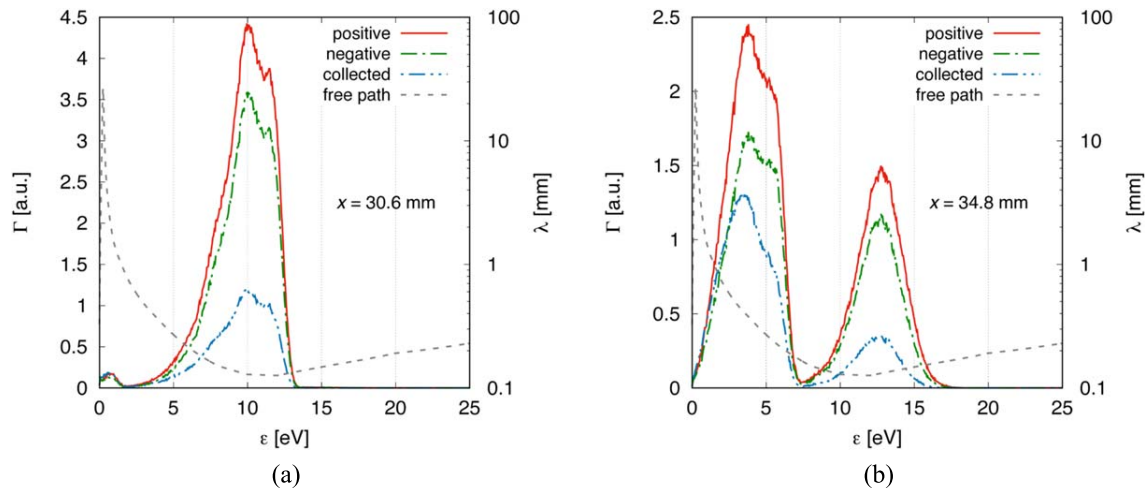 4.5
4
3.5
3
2.5
2
1.5
1
0.5
0
Γ [a.u.]
100
10
1
0.1
λ [mm]
positive
negative
collected
free path
x = 30.6 mm
0 5 10 15 20 25
ε [eV]
(a)
2.5
2
1.5
1
0.5
0
Γ [a.u.]
100
10
1
0.1
λ [mm]
positive
negative
collected
free path
x = 34.8 mm
0 5 10 15 20 25
ε [eV]
(b)